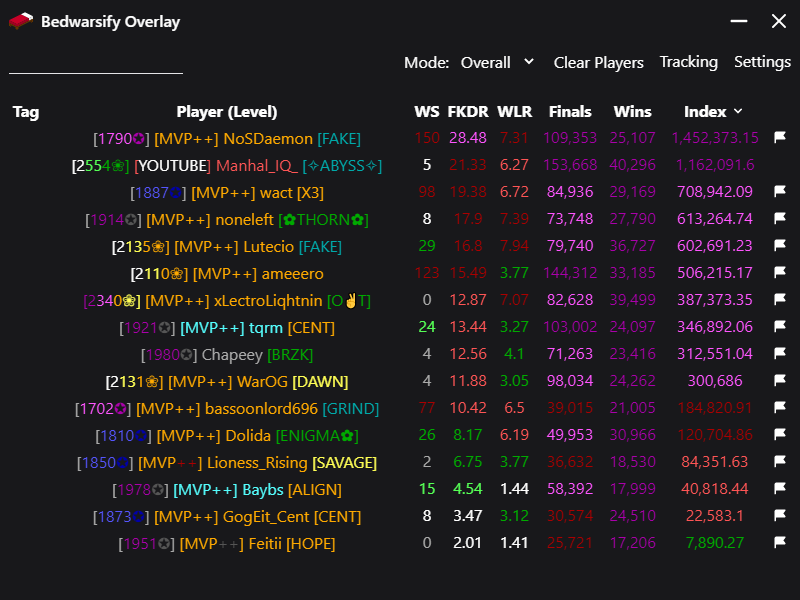 Bedwarsify Overlay
Mode: Overall Clear Players Tracking Settings
Tag Player (Level) WS FKDR WLR Finals Wins Index
[1790✪] [MVP++] NoSDaemon [FAKE] 150 28.48 7.31 109,353 25,107 1,452,373.15
[2554❀] [YOUTUBE] Manhal_IQ_ [✧ABYSS✧] 5 21.33 6.27 153,668 40,296 1,162,091.6
[1887✪] [MVP++] wact [X3] 98 19.38 6.72 84,936 29,169 708,942.09
[1914✪] [MVP++] noneleft [✿THORN✿] 8 17.9 7.39 73,748 27,790 613,264.74
[2135❀] [MVP++] Lutecio [FAKE] 29 16.8 7.94 79,740 36,727 602,691.23
[2110❀] [MVP++] ameeero 123 15.49 3.77 144,312 33,185 506,215.17
[2340❀] [MVP++] xLectroLiqhtnin [O✌T] 0 12.87 7.07 82,628 39,499 387,373.35
[1921✪] [MVP++] tqrm [CENT] 24 13.44 3.27 103,002 24,097 346,892.06
[1980✪] Chapeey [BRZK] 4 12.56 4.1 71,263 23,416 312,551.04
[2131❀] [MVP++] WarOG [DAWN] 4 11.88 3.05 98,034 24,262 300,686
[1702✪] [MVP++] bassoonlord696 [GRIND] 77 10.42 6.5 39,015 21,005 184,820.91
[1810✪] [MVP++] Dolida [ENIGMA✿] 26 8.17 6.19 49,953 30,966 120,704.86
[1850✪] [MVP++] Lioness_Rising [SAVAGE] 2 6.75 3.77 36,632 18,530 84,351.63
[1978✪] [MVP++] Baybs [ALIGN] 15 4.54 1.44 58,392 17,999 40,818.44
[1873✪] [MVP++] GogEit_Cent [CENT] 8 3.47 3.12 30,574 24,510 22,583.1
[1951✪] [MVP++] Feitii [HOPE] 0 2.01 1.41 25,721 17,206 7,890.27